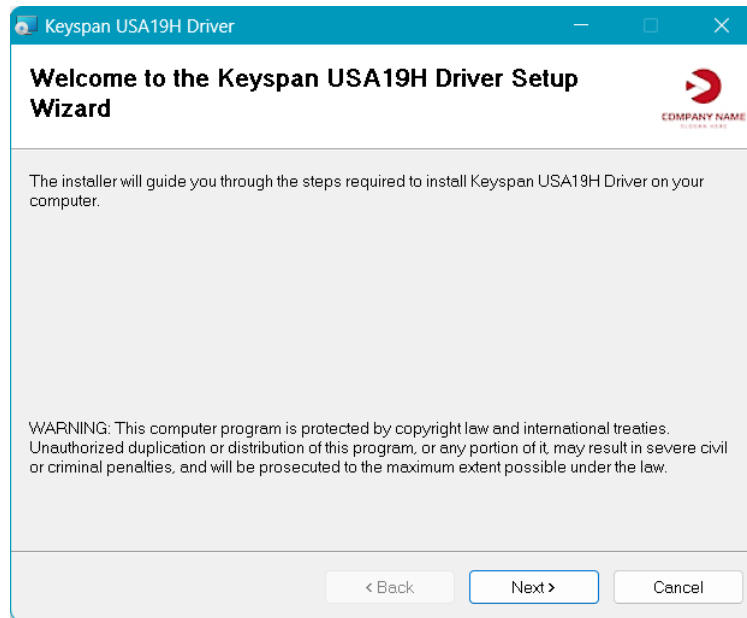 Keyspan USA19H Driver
Welcome to the Keyspan USA19H Driver Setup
Wizard
COMPANY NAME
SLOGAN HERE
The installer will guide you through the steps required to install Keyspan USA19H Driver on your
computer.
WARNING: This computer program is protected by copyright law and international treaties.
Unauthorized duplication or distribution of this program, or any portion of it, may result in severe civil
or criminal penalties, and will be prosecuted to the maximum extent possible under the law.
< Back
Next >
Cancel